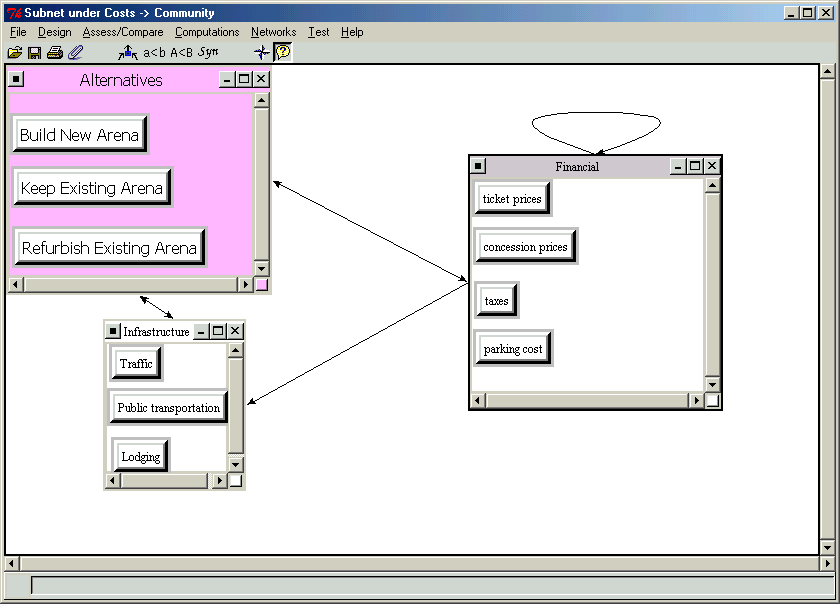 Subnet under Costs -> Community
File Design Assess/Compare Computations Networks Test Help
a<b A<B Syn
Alternatives
Build New Arena
Keep Existing Arena
Refurbish Existing Arena
Infrastructure
Traffic
Public transportation
Lodging
Financial
ticket prices
concession prices
taxes
parking cost